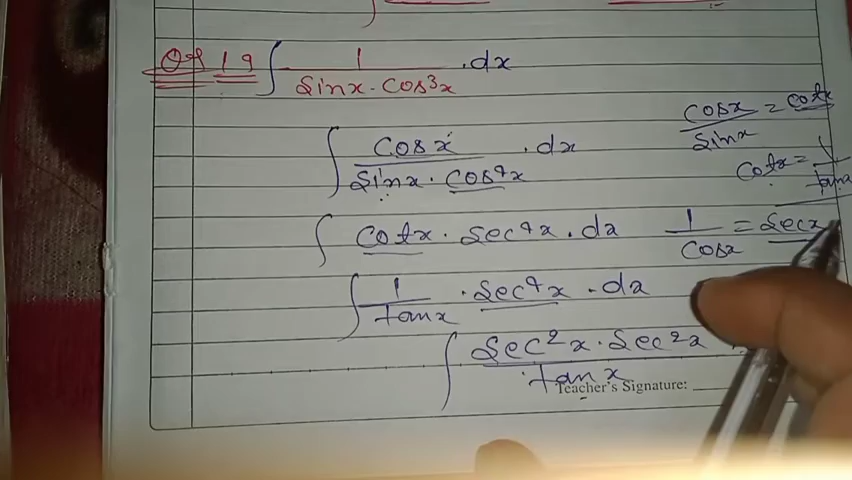 Q↑ 19 ∫ 1/(Sinx · Cos³x) · dx
∫ Cosx/(Sinx · Cos⁴x) · dx
Cosx/Sinx = Cotx
Cotx = 1/tanx
∫ Cotx · Sec⁴x · dx
1/Cosx = Secx
∫ 1/tanx · Sec⁴x · dx
∫ Sec²x · Sec²x/tanx
Teacher's Signature: